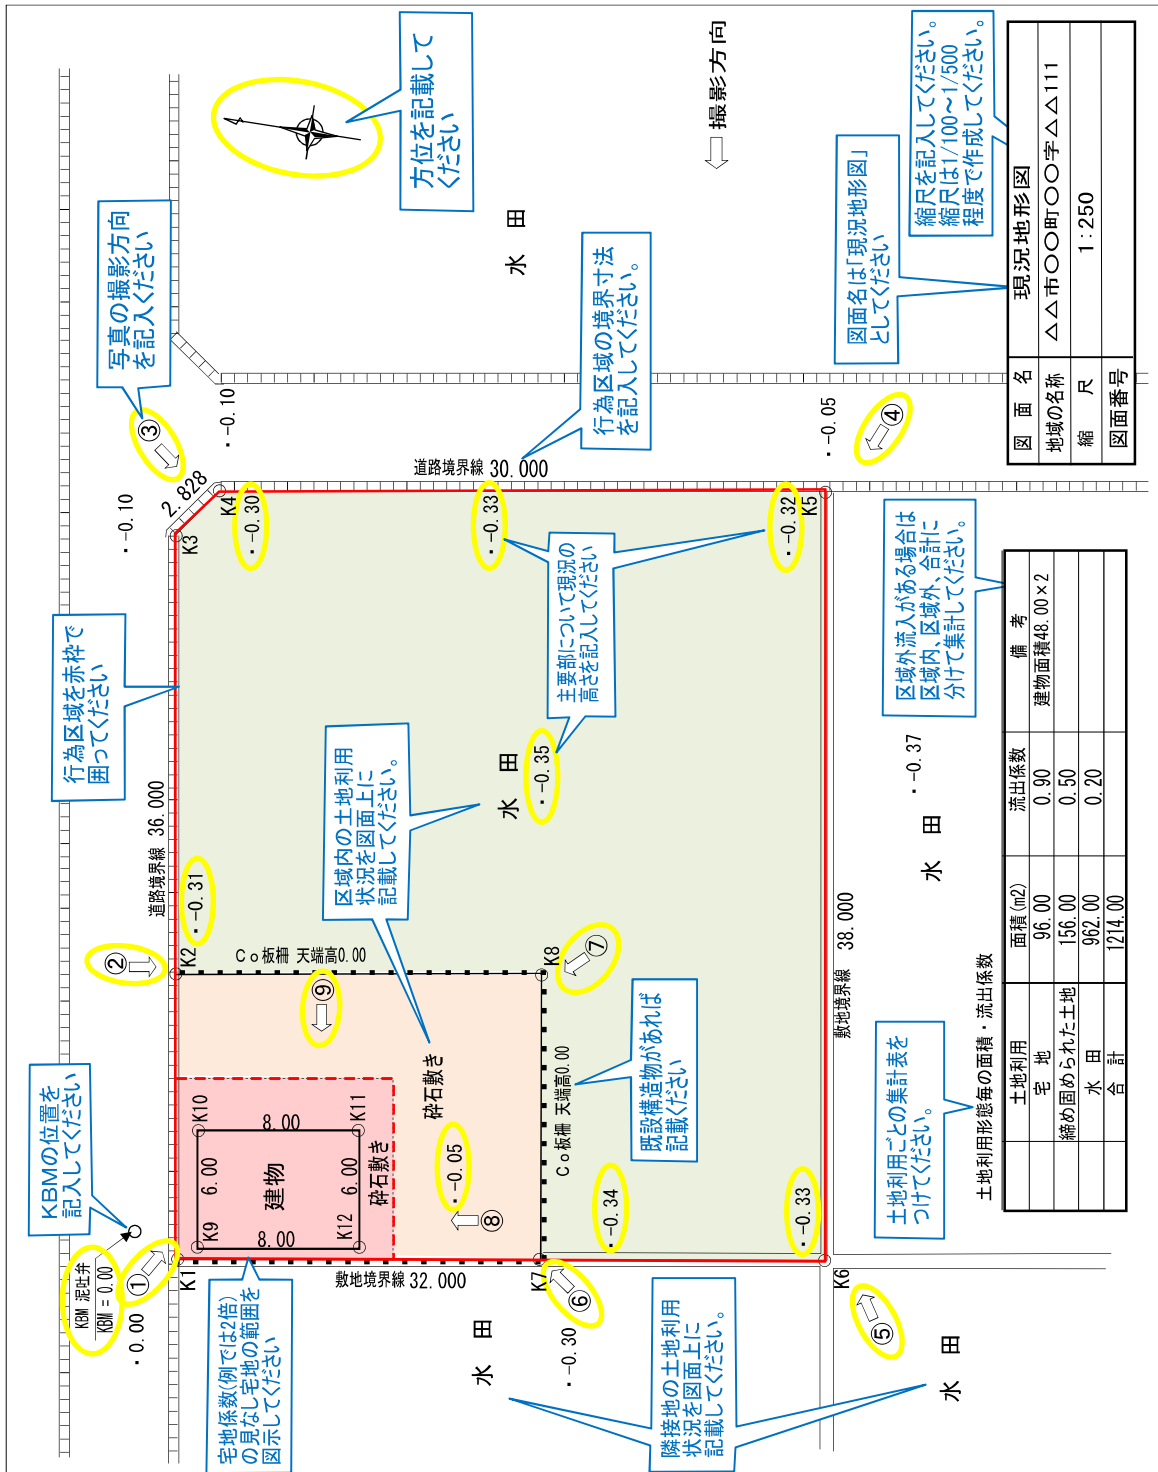 KBMの位置を
記入してください
行為区域を赤枠で
囲ってください
写真の撮影方向
を記入ください
方位を記載して
ください
撮影方向
KBM 泥吐弁
KBM = 0.00
・0.00
①
②
③
・-0.10
2.828
・-0.10
K1
K2
K3
K4
道路境界線 36.000
・-0.31
・-0.30
道路境界線 30.000
行為区域の境界寸法
を記入してください。
水 田
K9
K10
K11
K12
8.00
6.00
建物
6.00
8.00
砕石敷き
Co板柵 天端高0.00
⑨
区域内の土地利用
状況を図面上に
記載してください。
砕石敷き
・-0.05
⑧
宅地係数(例では2倍)
の見なし宅地の範囲を
図示してください
敷地境界線 32.000
水 田
・-0.35
・-0.33
主要部について現況の
高さを記入してください
・-0.32
K5
・-0.05
④
K7
K8
⑦
Co板柵 天端高0.00
既設構造物があれば
記載ください
・-0.34
・-0.33
⑥
・-0.30
水 田
K6
⑤
敷地境界線 38.000
隣接地の土地利用
状況を図面上に
記載してください。
水 田
水 田
・-0.37
図面名は「現況地形図」
としてください
縮尺を記入してください。
縮尺は1/100～1/500
程度で作成してください。
図面名 現況地形図
地域の名称 △△市○○町○○字△△111
縮尺 1:250
図面番号
土地利用ごとの集計表を
つけてください。
区域外流入がある場合は
区域内、区域外、合計に
分けて集計してください。
土地利用形態毎の面積・流出係数
土地利用 面積(m2) 流出係数 備考
宅地 96.00 0.90 建物面積48.00×2
締め固められた土地 156.00 0.50
水田 962.00 0.20
合計 1214.00